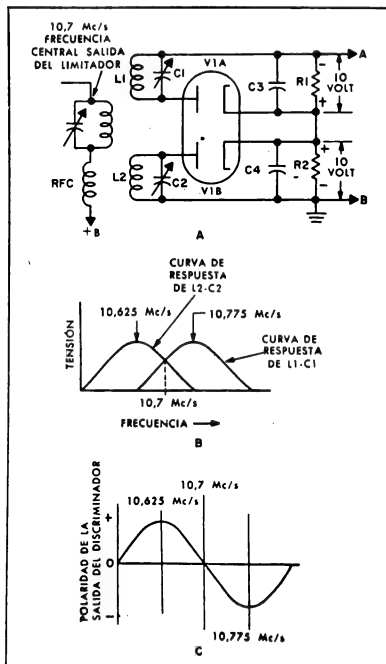 10,7 Mc/s
FRECUENCIA
CENTRAL SALIDA
DEL LIMITADOR
RFC
+B
L1
C1
V1A
C3
R1
-
+
10
VOLT
A
L2
C2
V1B
C4
-
R2
+
-
10
VOLT
B
A
CURVA DE
RESPUESTA
DE L2-C2
10,625 Mc/s
10,775 Mc/s
CURVA DE
RESPUESTA
DE L1-C1
TENSIÓN
10,7 Mc/s
FRECUENCIA
B
10,7
Mc/s
10,625 Mc/s
POLARIDAD DE LA
SALIDA DEL DISCRIMINADOR
+
0
-
10,775 Mc/s
C